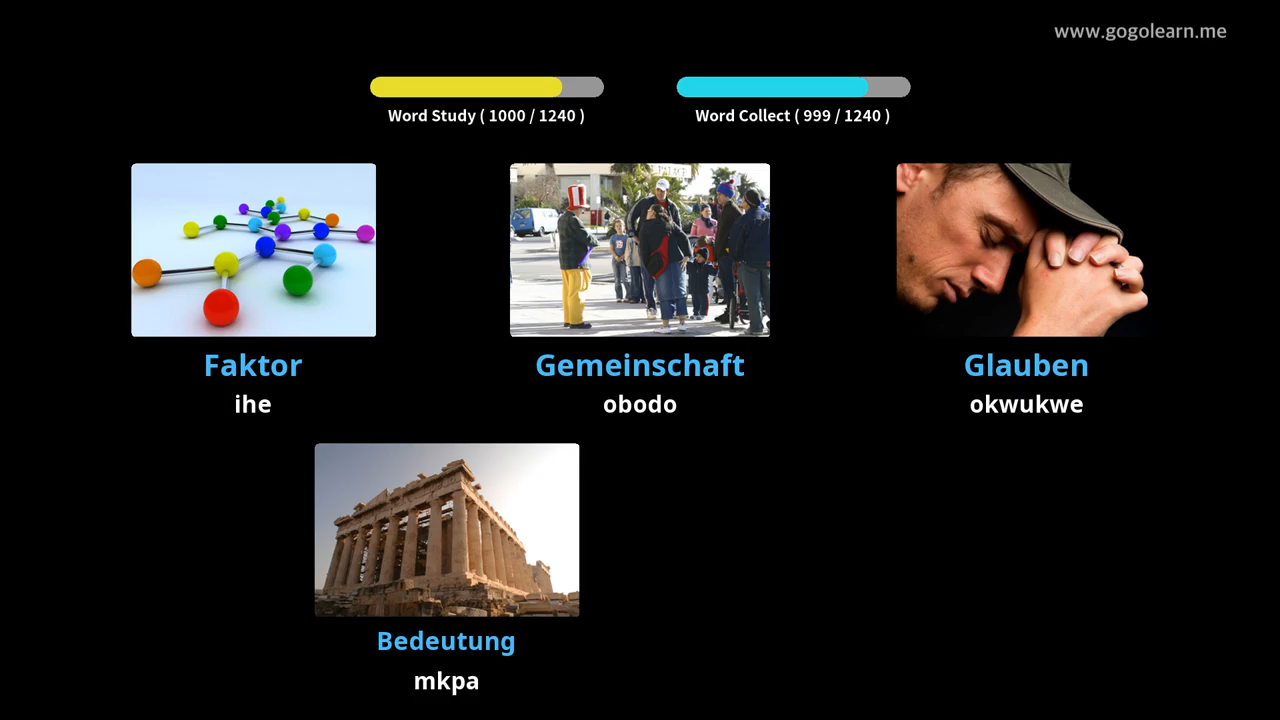 www.gogolearn.me
Word Study ( 1000 / 1240 )
Word Collect ( 999 / 1240 )
Faktor
ihe
Gemeinschaft
obodo
Glauben
okwukwe
Bedeutung
mkpa